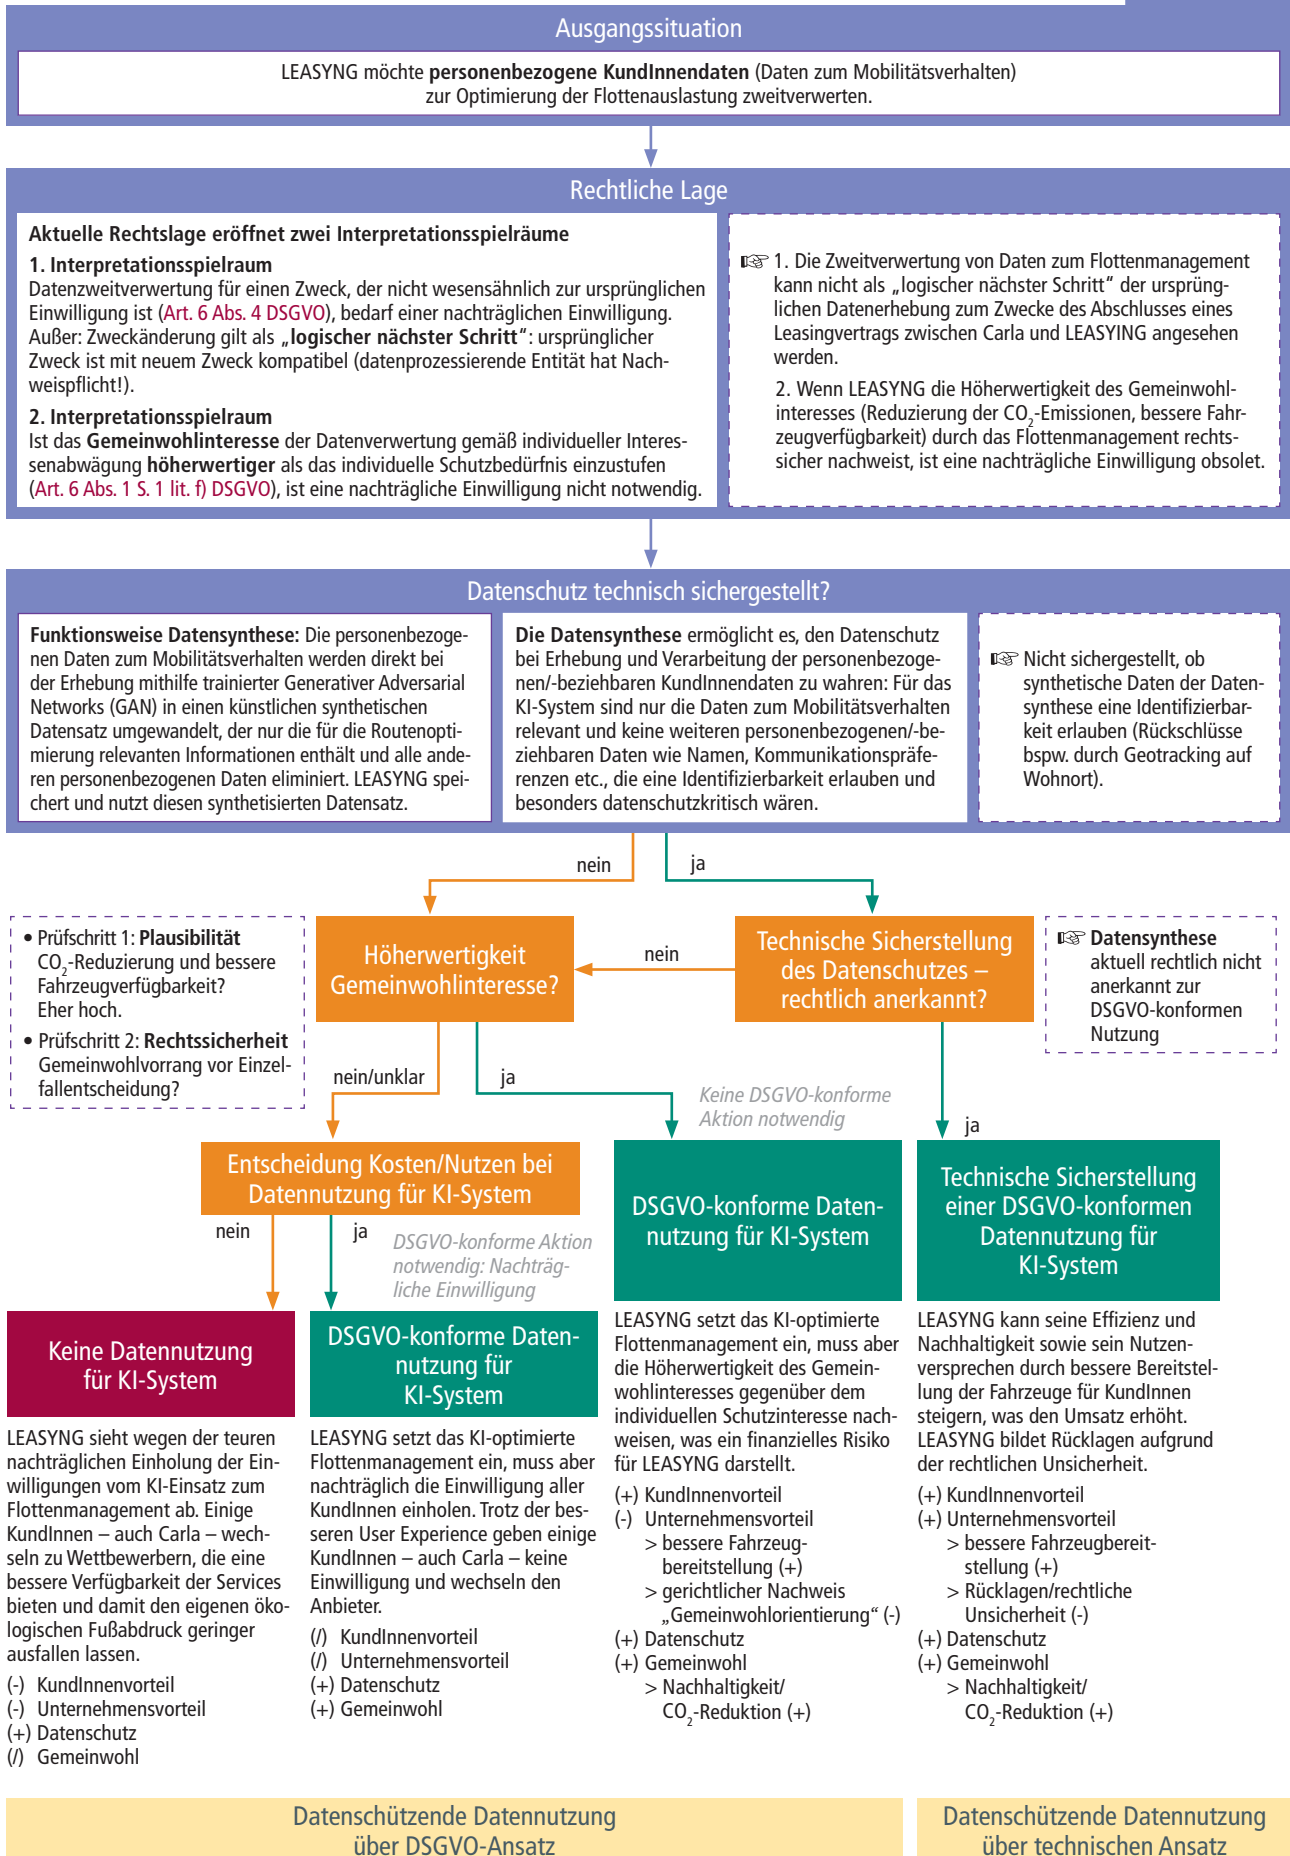 Ausgangssituation
LEASYNG möchte personenbezogene KundInnendaten (Daten zum Mobilitätsverhalten)
zur Optimierung der Flottenauslastung zweitverwerten.
Rechtliche Lage
Aktuelle Rechtslage eröffnet zwei Interpretationsspielräume
1. Interpretationsspielraum
Datenzweitverwertung für einen Zweck, der nicht wesensähnlich zur ursprünglichen
Einwilligung ist (Art. 6 Abs. 4 DSGVO), bedarf einer nachträglichen Einwilligung.
Außer: Zweckänderung gilt als „logischer nächster Schritt“: ursprünglicher
Zweck ist mit neuem Zweck kompatibel (datenprozessierende Entität hat Nach-
weispflicht!).
2. Interpretationsspielraum
Ist das Gemeinwohlinteresse der Datenverwertung gemäß individueller Interes-
senabwägung höherwertiger als das individuelle Schutzbedürfnis einzustufen
(Art. 6 Abs. 1 S. 1 lit. f) DSGVO), ist eine nachträgliche Einwilligung nicht notwendig.
☞ 1. Die Zweitverwertung von Daten zum Flottenmanagement
kann nicht als „logischer nächster Schritt“ der ursprüng-
lichen Datenerhebung zum Zwecke des Abschlusses eines
Leasingvertrags zwischen Carla und LEASYING angesehen
werden.
2. Wenn LEASYNG die Höherwertigkeit des Gemeinwohl-
interesses (Reduzierung der CO₂-Emissionen, bessere Fahr-
zeugverfügbarkeit) durch das Flottenmanagement rechts-
sicher nachweist, ist eine nachträgliche Einwilligung obsolet.
Datenschutz technisch sichergestellt?
Funktionsweise Datensynthese: Die personenbezoge-
nen Daten zum Mobilitätsverhalten werden direkt bei
der Erhebung mithilfe trainierter Generativer Adversarial
Networks (GAN) in einen künstlichen synthetischen
Datensatz umgewandelt, der nur die für die Routenopti-
mierung relevanten Informationen enthält und alle ande-
ren personenbezogenen Daten eliminiert. LEASYNG spei-
chert und nutzt diesen synthetisierten Datensatz.
Die Datensynthese ermöglicht es, den Datenschutz
bei Erhebung und Verarbeitung der personenbezoge-
nen/-beziehbaren KundInnendaten zu wahren: Für das
KI-System sind nur die Daten zum Mobilitätsverhalten
relevant und keine weiteren personenbezogenen/-be-
ziehbaren Daten wie Namen, Kommunikationspräfe-
renzen etc., die eine Identifizierbarkeit erlauben und
besonders datenschutzkritisch wären.
☞ Nicht sichergestellt, ob
synthetische Daten der Daten-
synthese eine Identifizierbar-
keit erlauben (Rückschlüsse
bspw. durch Geotracking auf
Wohnort).
nein
ja
• Prüfschritt 1: Plausibilität
CO₂-Reduzierung und bessere
Fahrzeugverfügbarkeit?
Eher hoch.
• Prüfschritt 2: Rechtssicherheit
Gemeinwohlvorrang vor Einzel-
fallentscheidung?
Höherwertigkeit
Gemeinwohlinteresse?
nein
Technische Sicherstellung
des Datenschutzes –
rechtlich anerkannt?
☞ Datensynthese
aktuell rechtlich nicht
anerkannt zur
DSGVO-konformen
Nutzung
nein/unklar
ja
Keine DSGVO-konforme
Aktion notwendig
ja
Entscheidung Kosten/Nutzen bei
Datennutzung für KI-System
nein
ja
DSGVO-konforme Aktion
notwendig: Nachträg-
liche Einwilligung
Keine Datennutzung
für KI-System
LEASYNG sieht wegen der teuren
nachträglichen Einholung der Ein-
willigungen vom KI-Einsatz zum
Flottenmanagement ab. Einige
KundInnen – auch Carla – wech-
seln zu Wettbewerbern, die eine
bessere Verfügbarkeit der Services
bieten und damit den eigenen öko-
logischen Fußabdruck geringer
ausfallen lassen.
(-) KundInnenvorteil
(-) Unternehmensvorteil
(+) Datenschutz
(/) Gemeinwohl
DSGVO-konforme Daten-
nutzung für
KI-System
LEASYNG setzt das KI-optimierte
Flottenmanagement ein, muss aber
nachträglich die Einwilligung aller
KundInnen einholen. Trotz der bes-
seren User Experience geben einige
KundInnen – auch Carla – keine
Einwilligung und wechseln den
Anbieter.
(/) KundInnenvorteil
(/) Unternehmensvorteil
(+) Datenschutz
(+) Gemeinwohl
DSGVO-konforme Daten-
nutzung für KI-System
LEASYNG setzt das KI-optimierte
Flottenmanagement ein, muss aber
die Höherwertigkeit des Gemein-
wohlinteresses gegenüber dem
individuellen Schutzinteresse nach-
weisen, was ein finanzielles Risiko
für LEASYNG darstellt.
(+) KundInnenvorteil
(-) Unternehmensvorteil
> bessere Fahrzeug-
bereitstellung (+)
> gerichtlicher Nachweis
„Gemeinwohlorientierung“ (-)
(+) Datenschutz
(+) Gemeinwohl
> Nachhaltigkeit/
CO₂-Reduktion (+)
Technische Sicherstellung
einer DSGVO-konformen
Datennutzung für
KI-System
LEASYNG kann seine Effizienz und
Nachhaltigkeit sowie sein Nutzen-
versprechen durch bessere Bereitstel-
lung der Fahrzeuge für KundInnen
steigern, was den Umsatz erhöht.
LEASYNG bildet Rücklagen aufgrund
der rechtlichen Unsicherheit.
(+) KundInnenvorteil
(+) Unternehmensvorteil
> bessere Fahrzeugbereit-
stellung (+)
> Rücklagen/rechtliche
Unsicherheit (-)
(+) Datenschutz
(+) Gemeinwohl
> Nachhaltigkeit/
CO₂-Reduktion (+)
Datenschützende Datennutzung
über DSGVO-Ansatz
Datenschützende Datennutzung
über technischen Ansatz